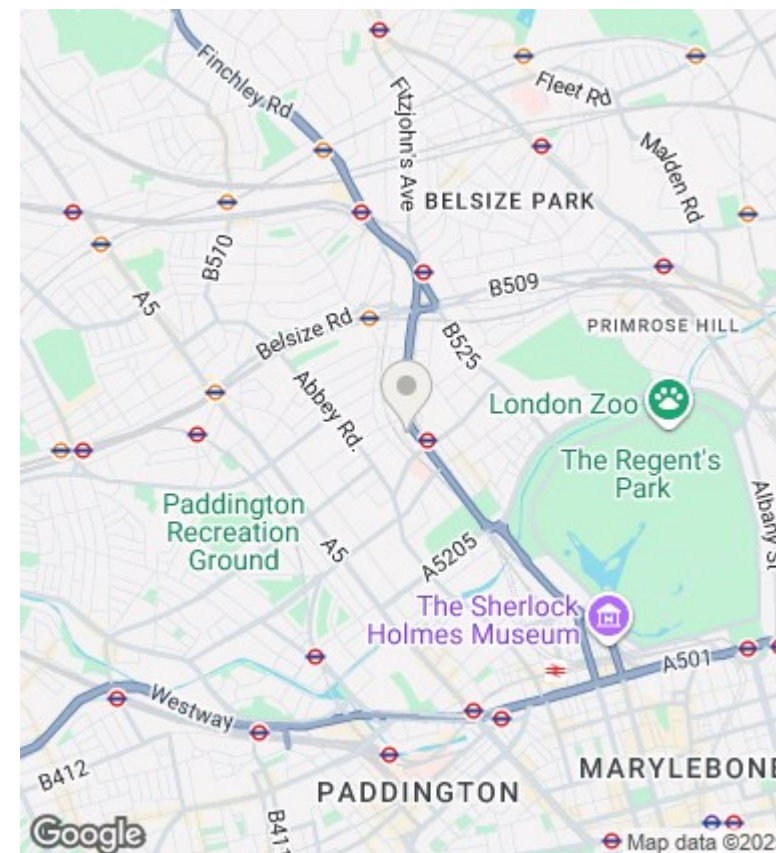 Finchley Rd
Fitzjohn's Ave
Fleet Rd
Malden Rd
BELSIZE PARK
B570
A5
B509
PRIMROSE HILL
Belsize Rd
B525
Abbey Rd.
London Zoo
The Regent's
Park
Albany St
Paddington
Recreation
Ground
A5
A5205
The Sherlock
Holmes Museum
A501
Westway
B412
PADDINGTON
MARYLEBONE
B411
Google
Map data ©202